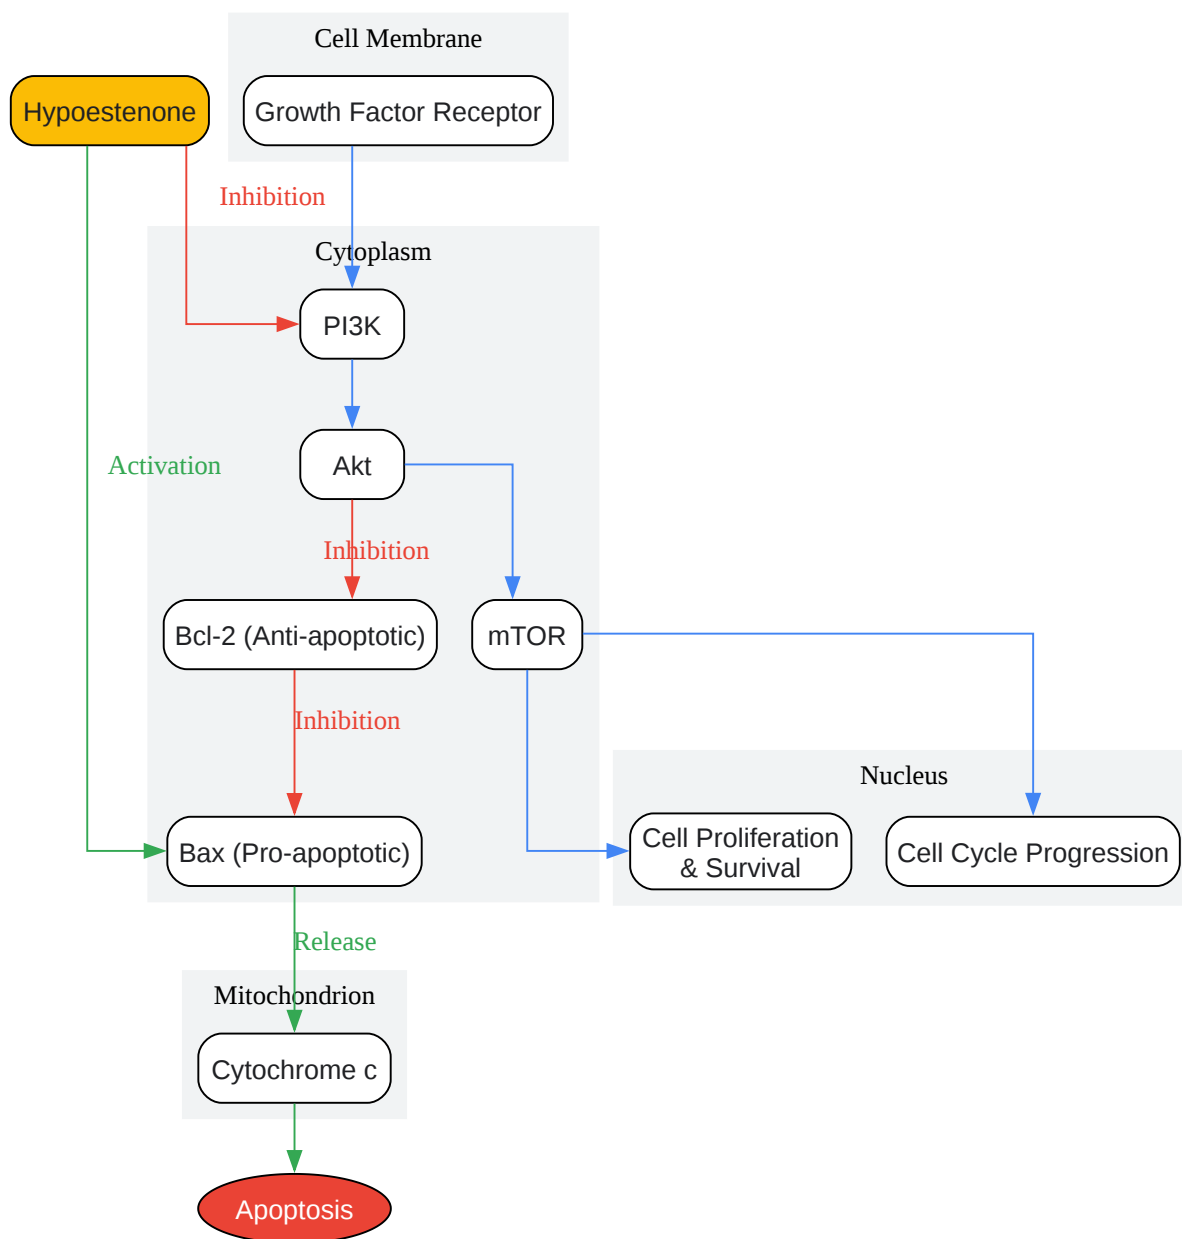 Cell Membrane
Hypoestenone
Growth Factor Receptor
Inhibition
Cytoplasm
PI3K
Activation
Akt
Inhibition
Bcl-2 (Anti-apoptotic)
mTOR
Inhibition
Nucleus
Cell Proliferation
& Survival
Cell Cycle Progression
Bax (Pro-apoptotic)
Release
Mitochondrion
Cytochrome c
Apoptosis